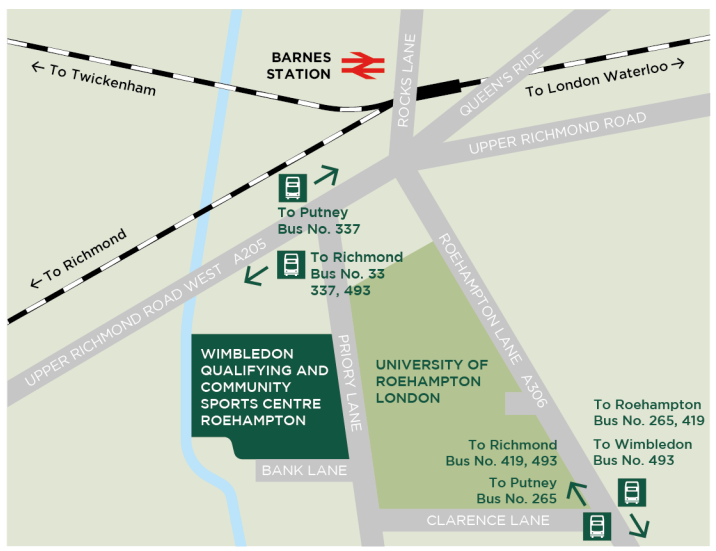 BARNES
STATION
ROCKS LANE
QUEEN'S RIDE
← To Twickenham
To London Waterloo →
UPPER RICHMOND ROAD
To Putney
Bus No. 337
← To Richmond
To Richmond
Bus No. 33
337, 493
UPPER RICHMOND ROAD WEST A205
ROEHAMPTON LANE A306
PRIORY LANE
WIMBLEDON
QUALIFYING AND
COMMUNITY
SPORTS CENTRE
ROEHAMPTON
UNIVERSITY OF
ROEHAMPTON
LONDON
To Roehampton
Bus No. 265, 419
To Wimbledon
Bus No. 493
To Richmond
Bus No. 419, 493
To Putney
Bus No. 265
BANK LANE
CLARENCE LANE